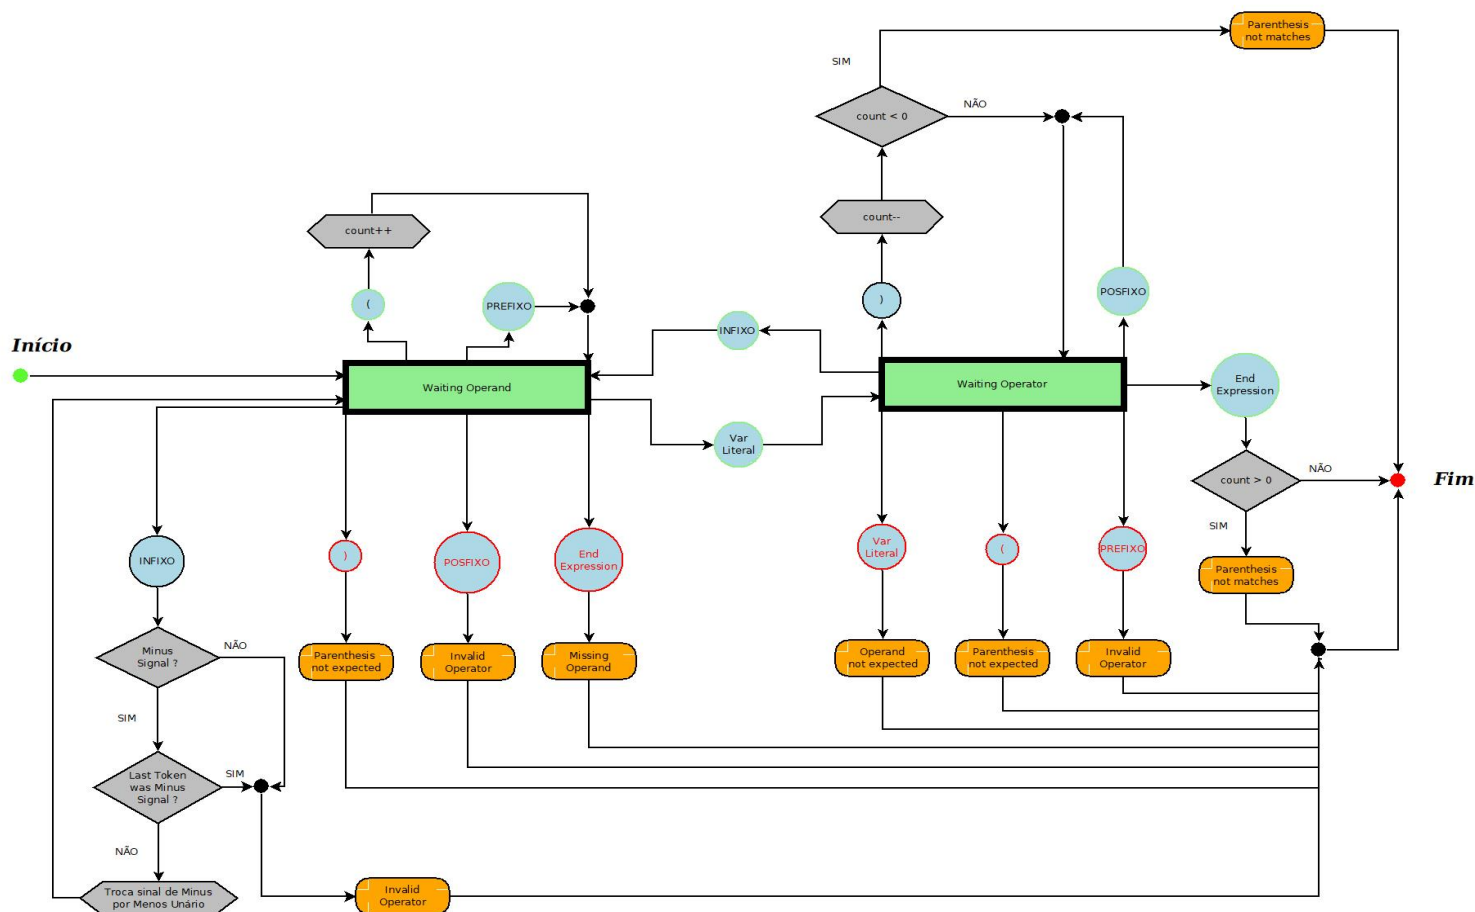 Parenthesis
not matches
SIM
count < 0
NÃO
count++
count--
(
PREFIXO
)
POSFIXO
INFIXO
Início
Waiting Operand
Waiting Operator
End
Expression
Var
Literal
count > 0
NÃO
Fim
SIM
INFIXO
)
POSFIXO
End
Expression
Var
Literal
(
PREFIXO
Parenthesis
not matches
Minus
Signal ?
NÃO
Parenthesis
not expected
Invalid
Operator
Missing
Operand
Operand
not expected
Parenthesis
not expected
Invalid
Operator
SIM
Last Token
was Minus
Signal ?
SIM
NÃO
Troca sinal de Minus
por Menos Unário
Invalid
Operator